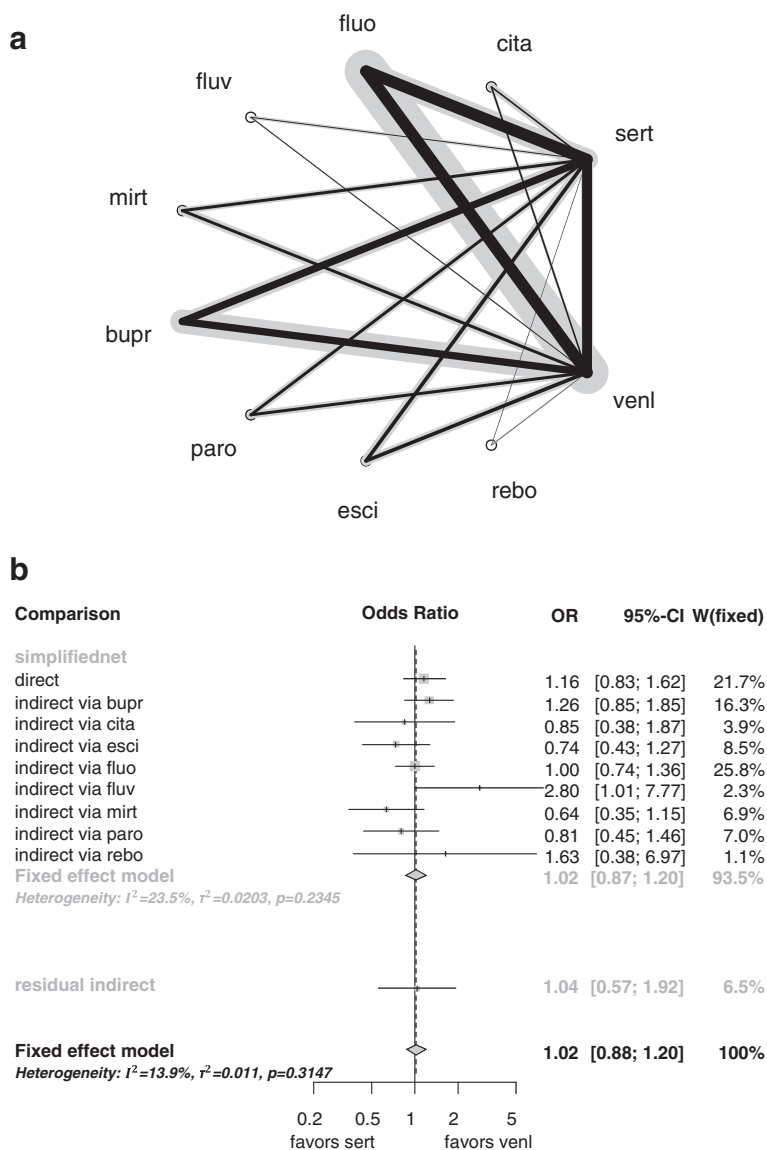 a
fluo
cita
fluv
sert
mirt
bupr
venl
paro
rebo
esci
b
Comparison Odds Ratio OR 95%-CI W(fixed)
simplifiednet
direct 1.16 [0.83; 1.62] 21.7%
indirect via bupr 1.26 [0.85; 1.85] 16.3%
indirect via cita 0.85 [0.38; 1.87] 3.9%
indirect via esci 0.74 [0.43; 1.27] 8.5%
indirect via fluo 1.00 [0.74; 1.36] 25.8%
indirect via fluv 2.80 [1.01; 7.77] 2.3%
indirect via mirt 0.64 [0.35; 1.15] 6.9%
indirect via paro 0.81 [0.45; 1.46] 7.0%
indirect via rebo 1.63 [0.38; 6.97] 1.1%
Fixed effect model 1.02 [0.87; 1.20] 93.5%
Heterogeneity: I²=23.5%, τ²=0.0203, p=0.2345
residual indirect 1.04 [0.57; 1.92] 6.5%
Fixed effect model 1.02 [0.88; 1.20] 100%
Heterogeneity: I²=13.9%, τ²=0.011, p=0.3147
0.2 0.5 1 2 5
favors sert favors venl